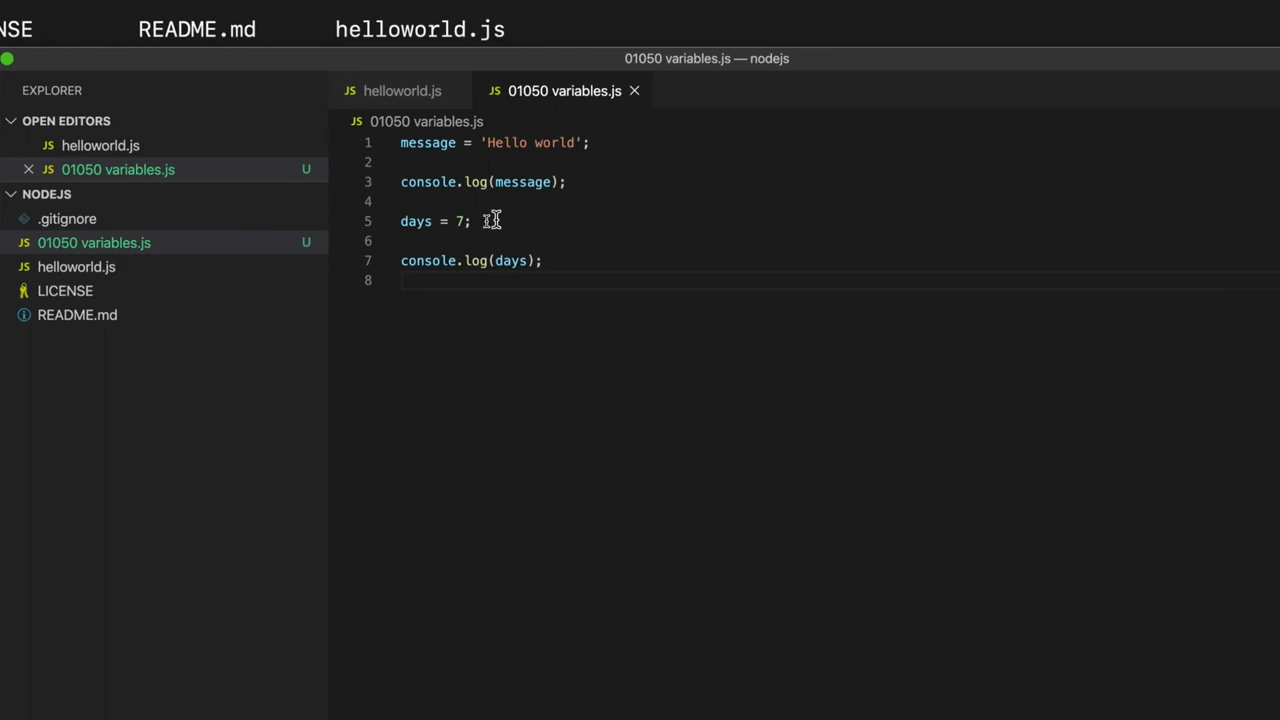 NSE README.md helloworld.js
01050 variables.js — nodejs
EXPLORER
OPEN EDITORS
JS helloworld.js
JS 01050 variables.js U
NODEJS
.gitignore
JS 01050 variables.js U
JS helloworld.js
LICENSE
README.md
JS helloworld.js JS 01050 variables.js
JS 01050 variables.js
1 message = 'Hello world';
2
3 console.log(message);
4
5 days = 7;
6
7 console.log(days);
8